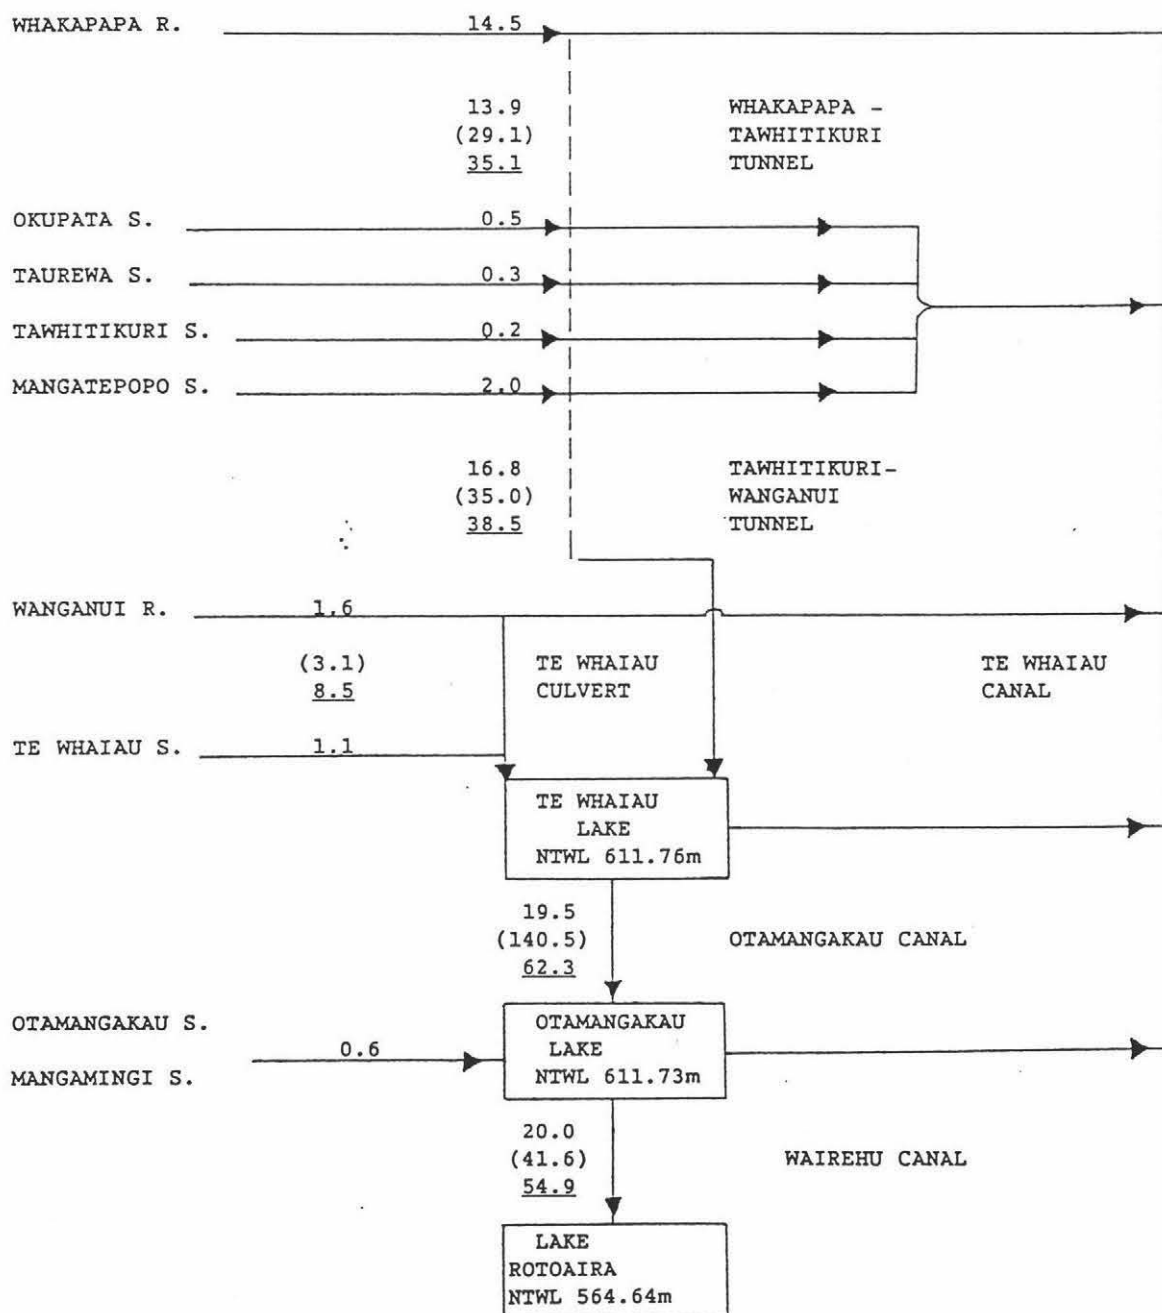 WHAKAPAPA R. 14.5
13.9 WHAKAPAPA -
(29.1) TAWHITIKURI
35.1 TUNNEL
OKUPATA S. 0.5
TAUREWA S. 0.3
TAWHITIKURI S. 0.2
MANGATEPOPO S. 2.0
16.8 TAWHITIKURI-
(35.0) WANGANUI
38.5 TUNNEL
WANGANUI R. 1.6
(3.1) TE WHAIAU TE WHAIAU
8.5 CULVERT CANAL
TE WHAIAU S. 1.1
TE WHAIAU
LAKE
NTWL 611.76m
19.5
(140.5) OTAMANGAKAU CANAL
62.3
OTAMANGAKAU S. OTAMANGAKAU
0.6 LAKE
MANGAMINGI S. NTWL 611.73m
20.0
(41.6) WAIREHU CANAL
54.9
LAKE
ROTOAIRA
NTWL 564.64m